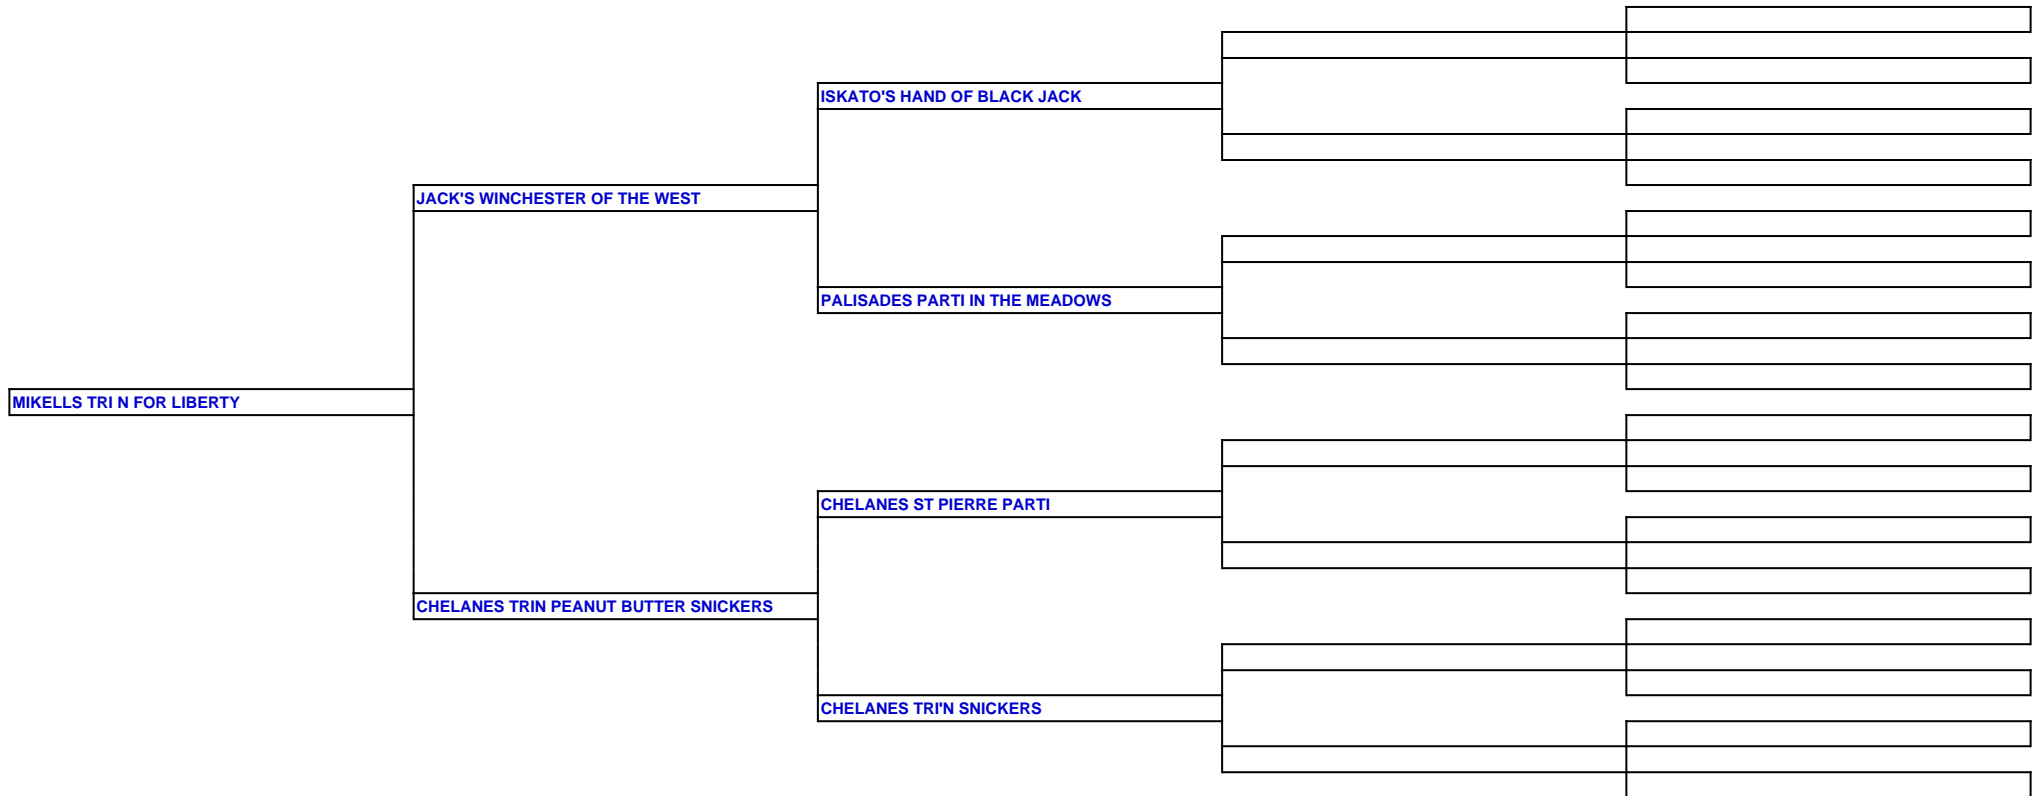 ISKATO'S HAND OF BLACK JACK
JACK'S WINCHESTER OF THE WEST
PALISADES PARTI IN THE MEADOWS
MIKELLS TRI N FOR LIBERTY
CHELANES ST PIERRE PARTI
CHELANES TRIN PEANUT BUTTER SNICKERS
CHELANES TRI'N SNICKERS